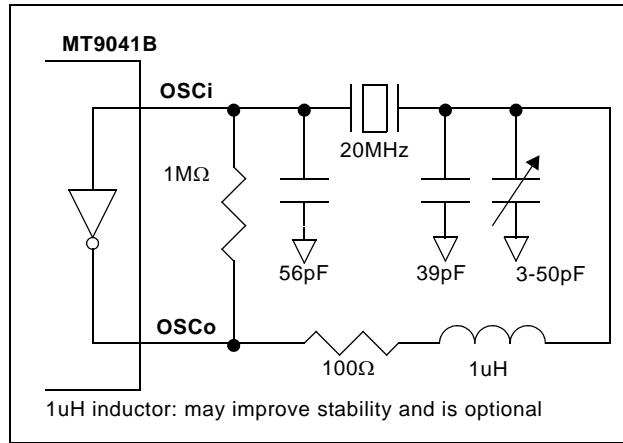 MT9041B
OSCi
20MHz
1MΩ
56pF
39pF
3-50pF
OSCo
100Ω
1uH
1uH inductor: may improve stability and is optional